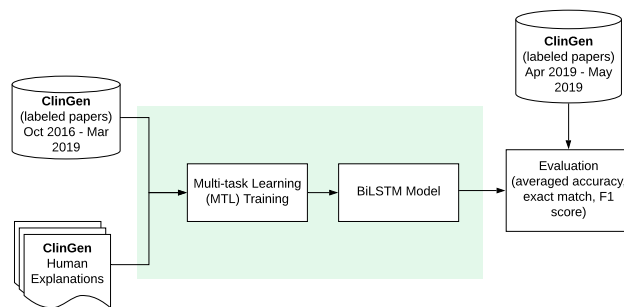 ClinGen
(labeled papers)
Apr 2019 - May
2019
ClinGen
(labeled papers)
Oct 2016 - Mar
2019
Multi-task Learning
(MTL) Training
BiLSTM Model
Evaluation
(averaged accuracy,
exact match, F1
score)
ClinGen
Human
Explanations